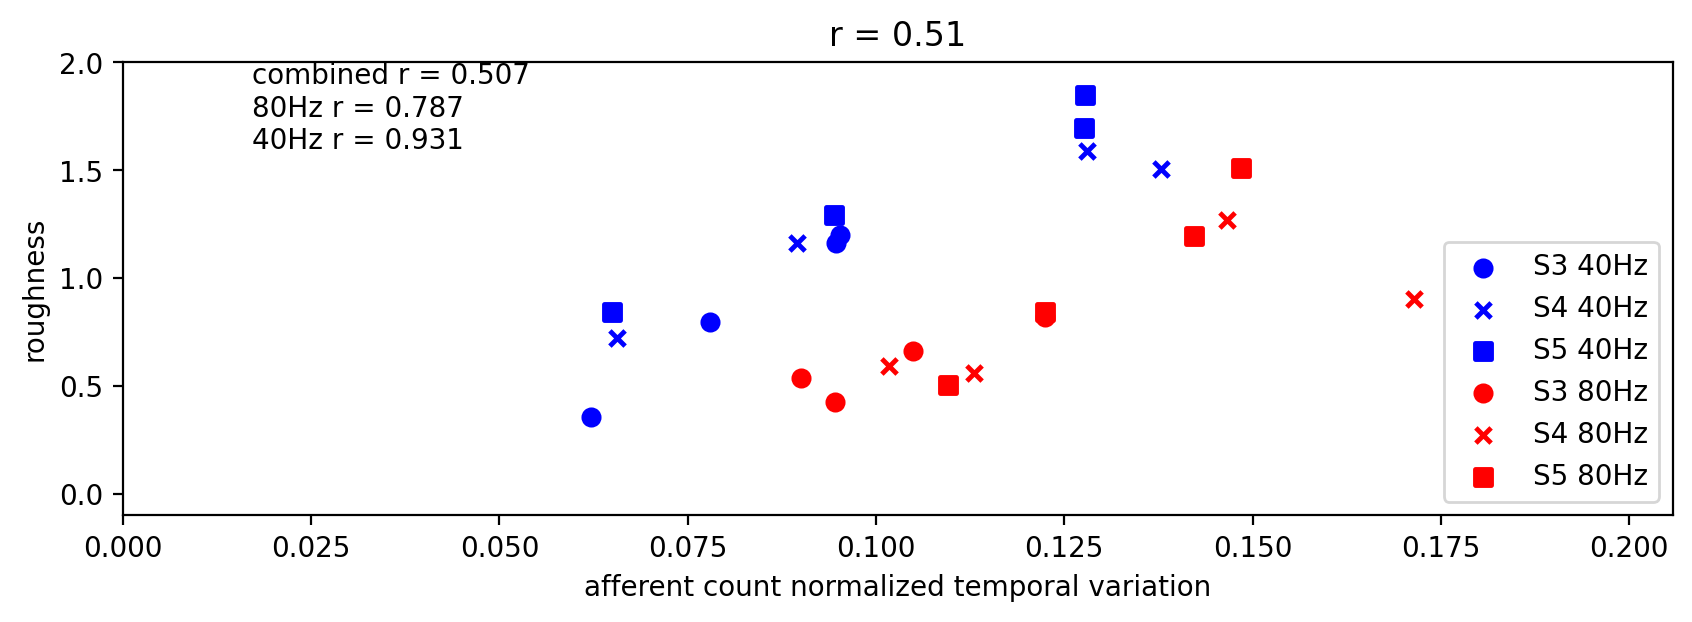 r = 0.51
combined r = 0.507
80Hz r = 0.787
40Hz r = 0.931
2.0
1.5
1.0
0.5
0.0
roughness
S3 40Hz
S4 40Hz
S5 40Hz
S3 80Hz
S4 80Hz
S5 80Hz
0.000 0.025 0.050 0.075 0.100 0.125 0.150 0.175 0.200
afferent count normalized temporal variation